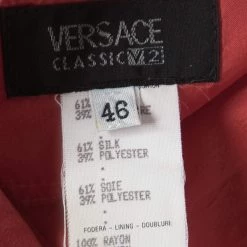 VERSACE
CLASSIC V2
61%
39% RE
46
61% SILK
39% POLYESTER
61% SOIE
39% POLYESTER
FODERA - LINING - DOUBLURE
100% RAYON